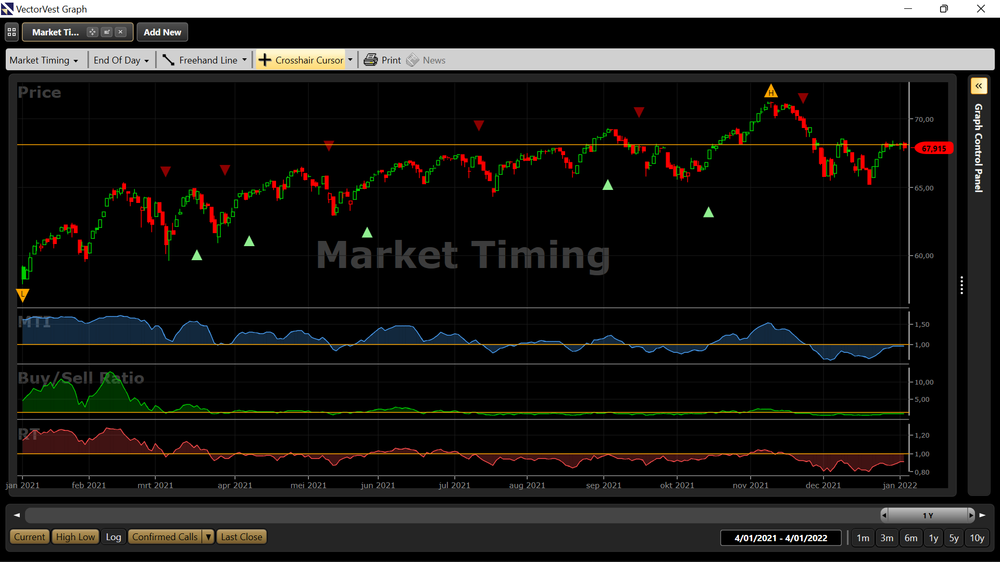 VectorVest Graph
Market Ti... Add New
Market Timing End Of Day Freehand Line Crosshair Cursor Print News
Price
H
70,00
67,915
65,00
60,00
Market Timing
L
MTI
1,50
1,00
Buy/Sell Ratio
10,00
5,00
RT
1,20
1,00
0,80
jan 2021 feb 2021 mrt 2021 apr 2021 mei 2021 jun 2021 jul 2021 aug 2021 sep 2021 okt 2021 nov 2021 dec 2021 jan 2022
Graph Control Panel
1 Y
Current High Low Log Confirmed Calls Last Close 4/01/2021 - 4/01/2022 1m 3m 6m 1y 5y 10y